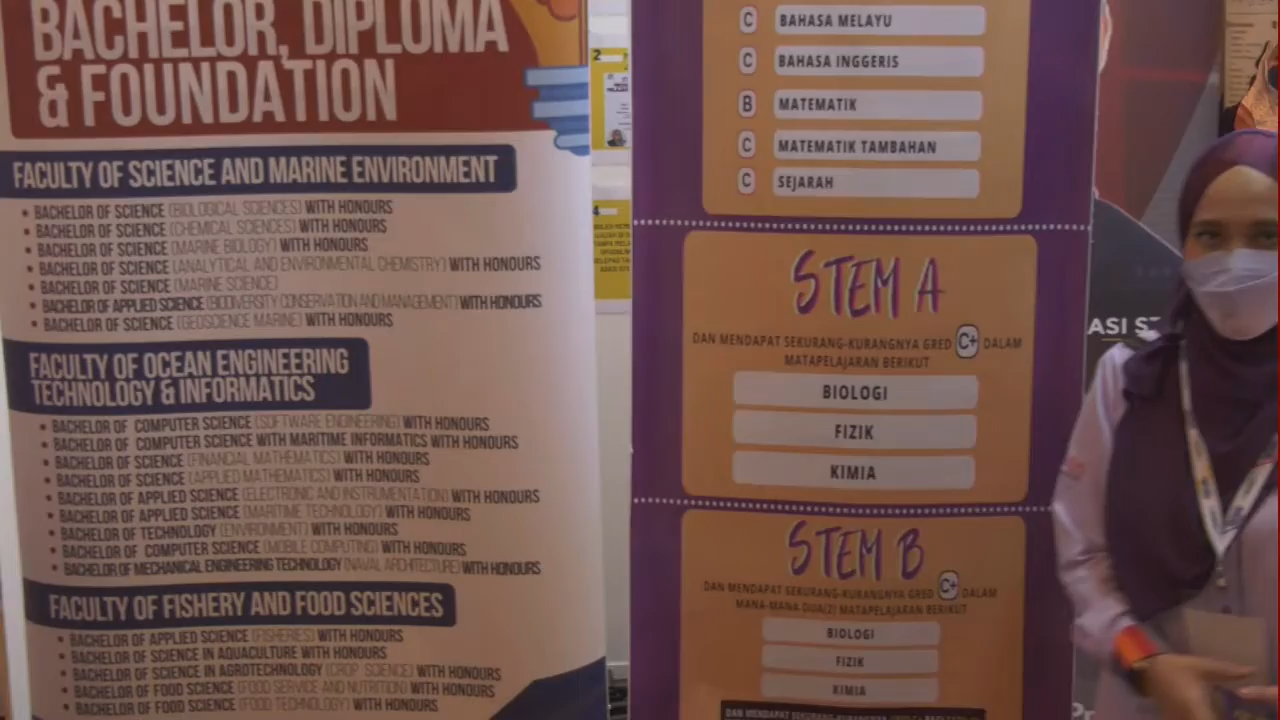 BACHELOR, DIPLOMA
& FOUNDATION
FACULTY OF SCIENCE AND MARINE ENVIRONMENT
• BACHELOR OF SCIENCE (BIOLOGICAL SCIENCES) WITH HONOURS
• BACHELOR OF SCIENCE (CHEMICAL SCIENCES) WITH HONOURS
• BACHELOR OF SCIENCE (MARINE BIOLOGY) WITH HONOURS
• BACHELOR OF SCIENCE (ANALYTICAL AND ENVIRONMENTAL CHEMISTRY) WITH HONOURS
• BACHELOR OF SCIENCE (MARINE SCIENCE)
• BACHELOR OF APPLIED SCIENCE (BIODIVERSITY CONSERVATION AND MANAGEMENT) WITH HONOURS
• BACHELOR OF SCIENCE (GEOSCIENCE MARINE) WITH HONOURS
FACULTY OF OCEAN ENGINEERING
TECHNOLOGY & INFORMATICS
• BACHELOR OF COMPUTER SCIENCE (SOFTWARE ENGINEERING) WITH HONOURS
• BACHELOR OF COMPUTER SCIENCE WITH MARITIME INFORMATICS WITH HONOURS
• BACHELOR OF SCIENCE (FINANCIAL MATHEMATICS) WITH HONOURS
• BACHELOR OF SCIENCE (APPLIED MATHEMATICS) WITH HONOURS
• BACHELOR OF APPLIED SCIENCE (ELECTRONIC AND INSTRUMENTATION) WITH HONOURS
• BACHELOR OF APPLIED SCIENCE (MARITIME TECHNOLOGY) WITH HONOURS
• BACHELOR OF TECHNOLOGY (ENVIRONMENT) WITH HONOURS
• BACHELOR OF COMPUTER SCIENCE (MOBILE COMPUTING) WITH HONOURS
• BACHELOR OF MECHANICAL ENGINEERING TECHNOLOGY (NAVAL ARCHITECTURE) WITH HONOURS
FACULTY OF FISHERY AND FOOD SCIENCES
• BACHELOR OF APPLIED SCIENCE (FISHERIES) WITH HONOURS
• BACHELOR OF SCIENCE IN AQUACULTURE WITH HONOURS
• BACHELOR OF SCIENCE IN AGROTECHNOLOGY (CROP SCIENCE) WITH HONOURS
• BACHELOR OF FOOD SCIENCE (FOOD SERVICE AND NUTRITION) WITH HONOURS
• BACHELOR OF FOOD SCIENCE (FOOD TECHNOLOGY) WITH HONOURS
2
4
C BAHASA MELAYU
C BAHASA INGGERIS
B MATEMATIK
C MATEMATIK TAMBAHAN
C SEJARAH
STEM A
DAN MENDAPAT SEKURANG-KURANGNYA GRED C+ DALAM
MATAPELAJARAN BERIKUT
BIOLOGI
FIZIK
KIMIA
STEM B
DAN MENDAPAT SEKURANG-KURANGNYA GRED C+ DALAM
MANA-MANA DUA(2) MATAPELAJARAN BERIKUT
BIOLOGI
FIZIK
KIMIA
ASI ST